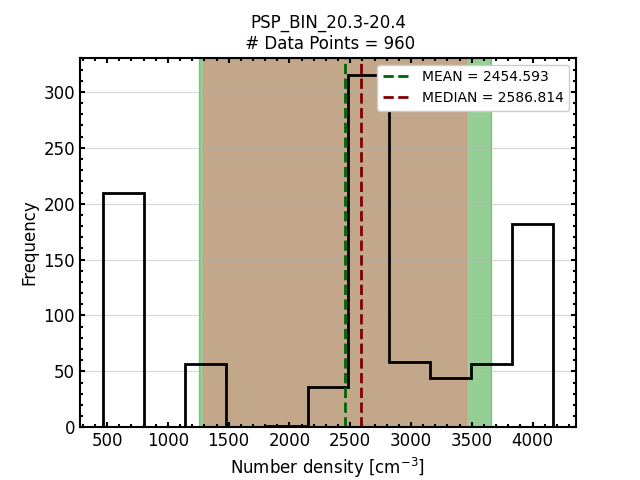 PSP_BIN_20.3-20.4
# Data Points = 960
MEAN = 2454.593
MEDIAN = 2586.814
Frequency
300
250
200
150
100
50
0
500 1000 1500 2000 2500 3000 3500 4000
Number density [cm⁻³]